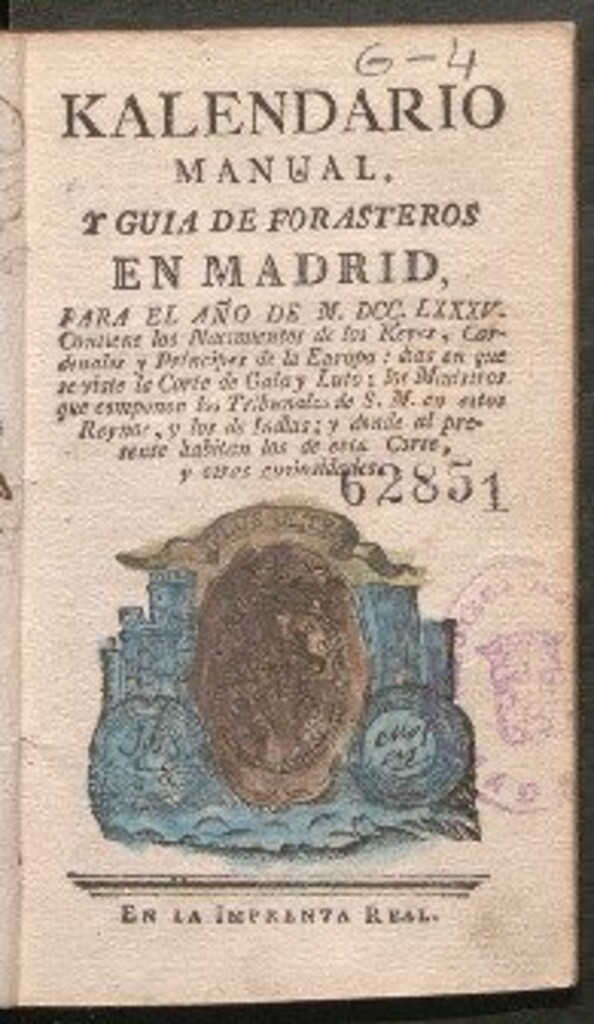 6-4
KALENDARIO
MANUAL,
Y GUIA DE FORASTEROS
EN MADRID,
PARA EL AÑO DE M. DCC. LXXXV.
Contiene los Nacimientos de los Reyes, Car-
denales y Principes de la Europa: dias en que
se viste la Corte de Gala y Luto: los Ministros
que componen los Tribunales de S. M. en estos
Reynos, y los de Indias; y donde al pre-
sente habitan los de esta Corte,
y otras curiosidades.
62851
PLUS ULTRA
EN LA IMPRENTA REAL.